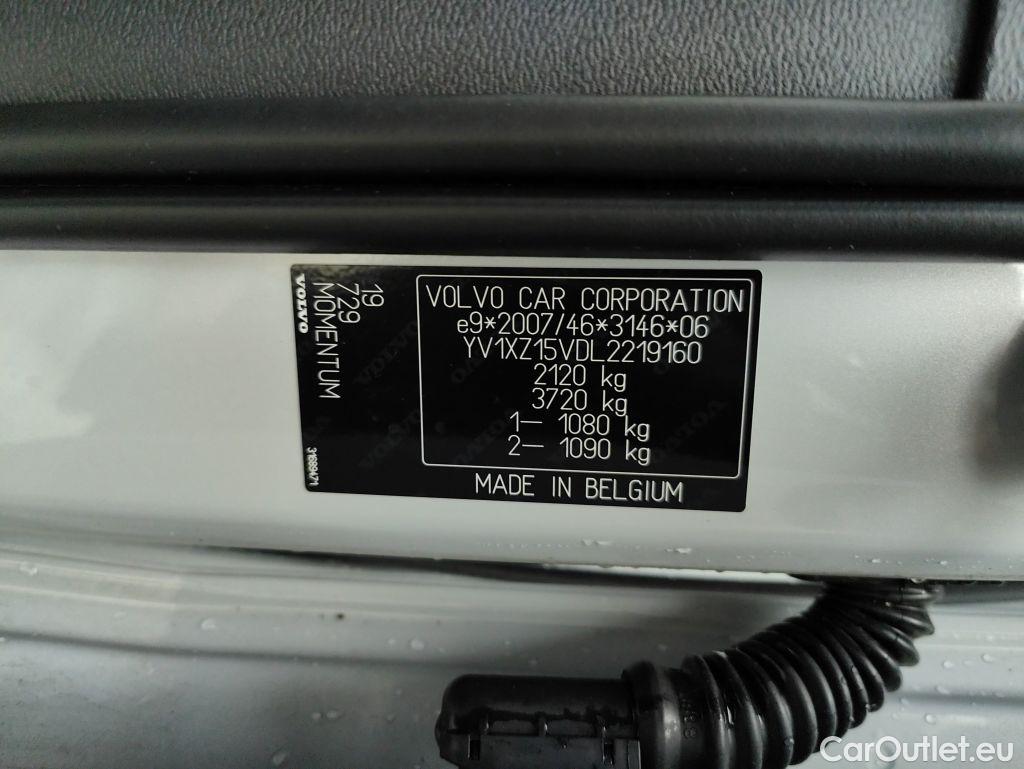 VOLVO CAR CORPORATION
e9*2007/46*3146*06
YV1XZ15VDL2219160
2120 kg
3720 kg
1– 1080 kg
2– 1090 kg
MADE IN BELGIUM
19
729
MOMENTUM
VOLVO
31689471
CarOutlet.eu